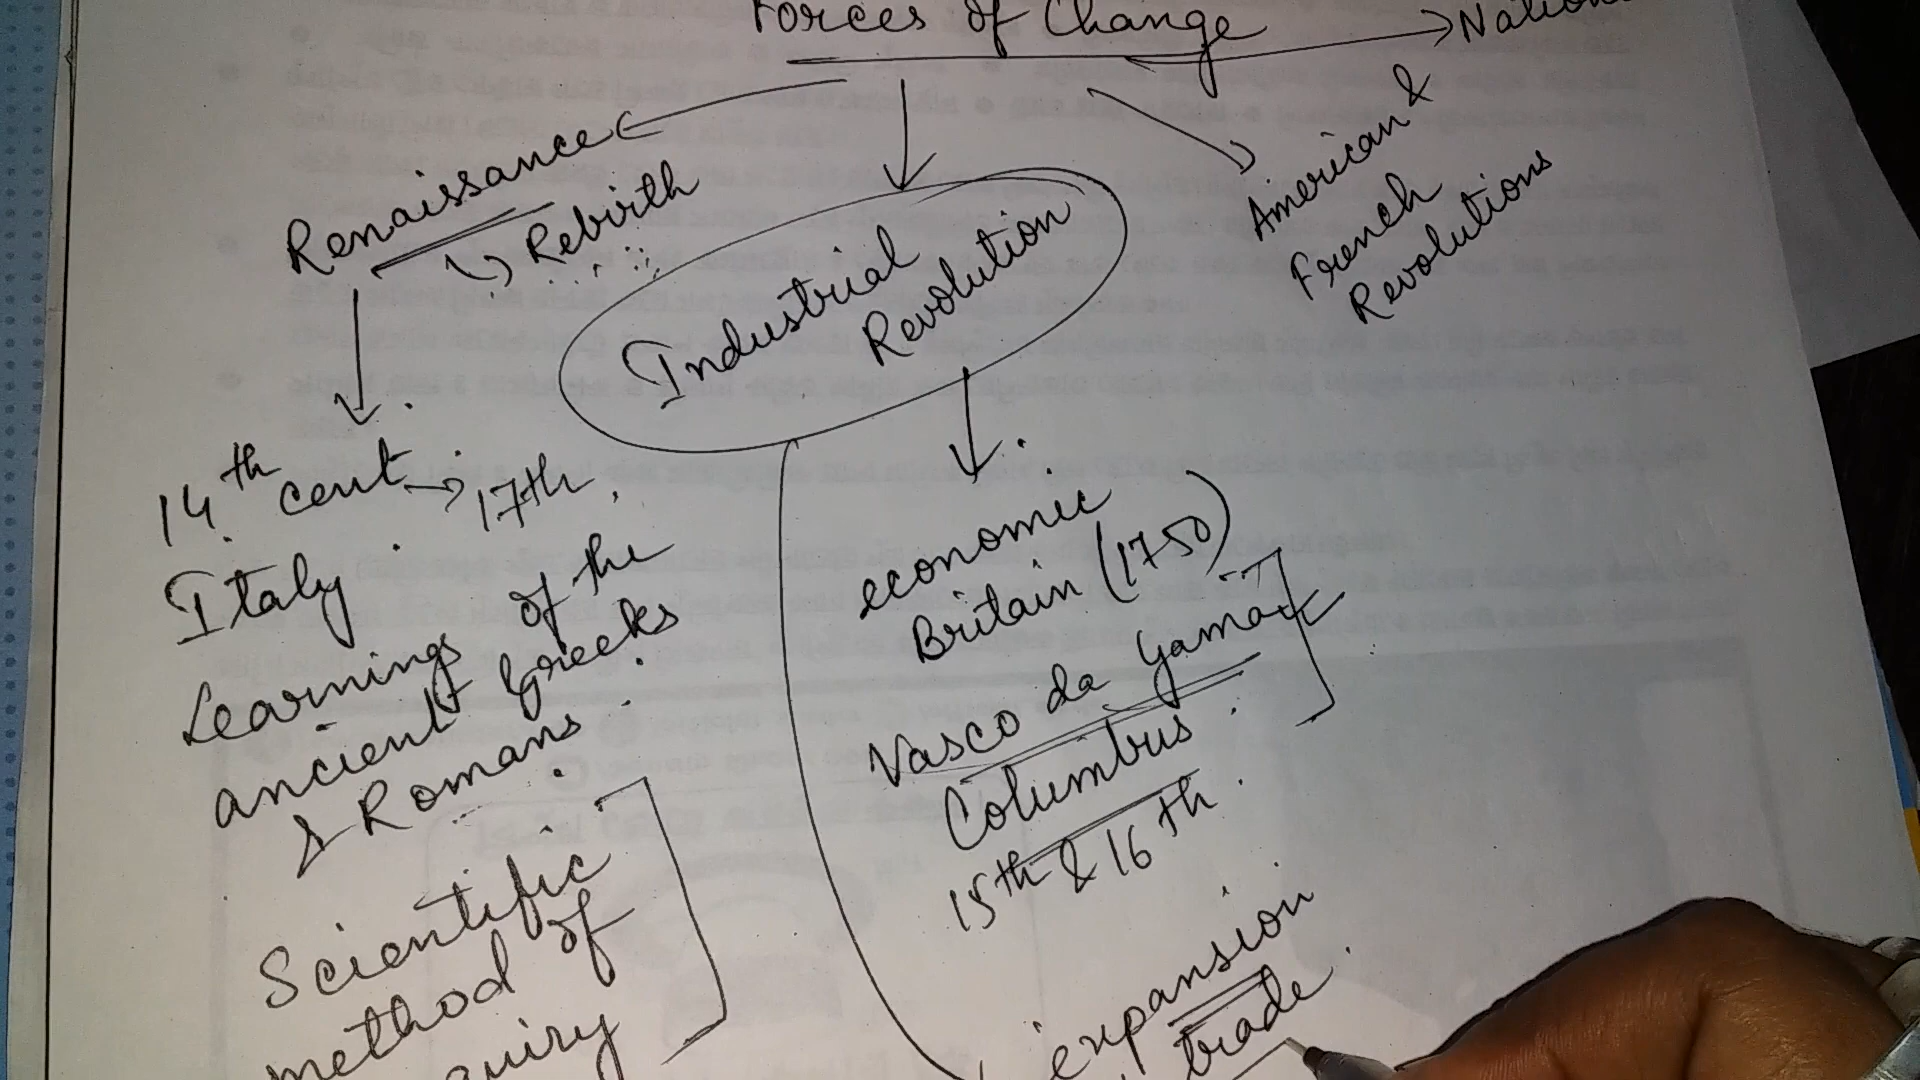 Forces of Change
Renaissance
Rebirth
14th cent → 17th.
Italy.
Learnings of the
ancient Greeks
& Romans.
Scientific
method of
Industrial
Revolution
economic
Britain (1750)
Vasco da Gama
Columbus
15th & 16th.
expansion
trade.
American &
French
Revolutions